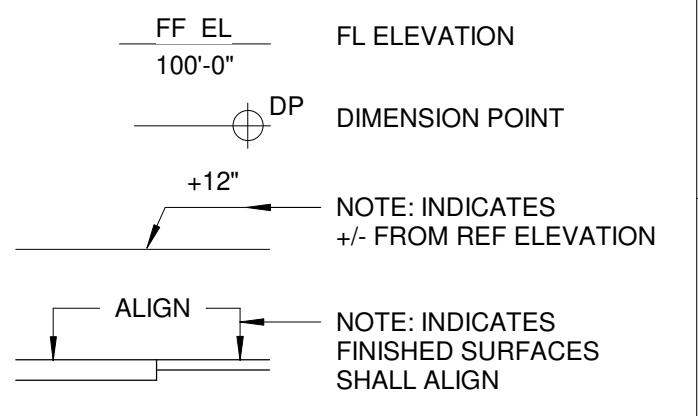 FF EL
100'-0"
FL ELEVATION
DP
DIMENSION POINT
+12"
NOTE: INDICATES
+/- FROM REF ELEVATION
ALIGN
NOTE: INDICATES
FINISHED SURFACES
SHALL ALIGN